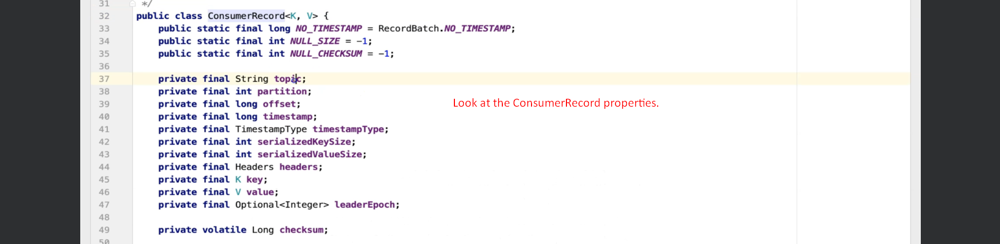 31 */
32 public class ConsumerRecord<K, V> {
33 public static final long NO_TIMESTAMP = RecordBatch.NO_TIMESTAMP;
34 public static final int NULL_SIZE = -1;
35 public static final int NULL_CHECKSUM = -1;
36
37 private final String topic;
38 private final int partition;
Look at the ConsumerRecord properties.
39 private final long offset;
40 private final long timestamp;
41 private final TimestampType timestampType;
42 private final int serializedKeySize;
43 private final int serializedValueSize;
44 private final Headers headers;
45 private final K key;
46 private final V value;
47 private final Optional<Integer> leaderEpoch;
48
49 private volatile Long checksum;
50